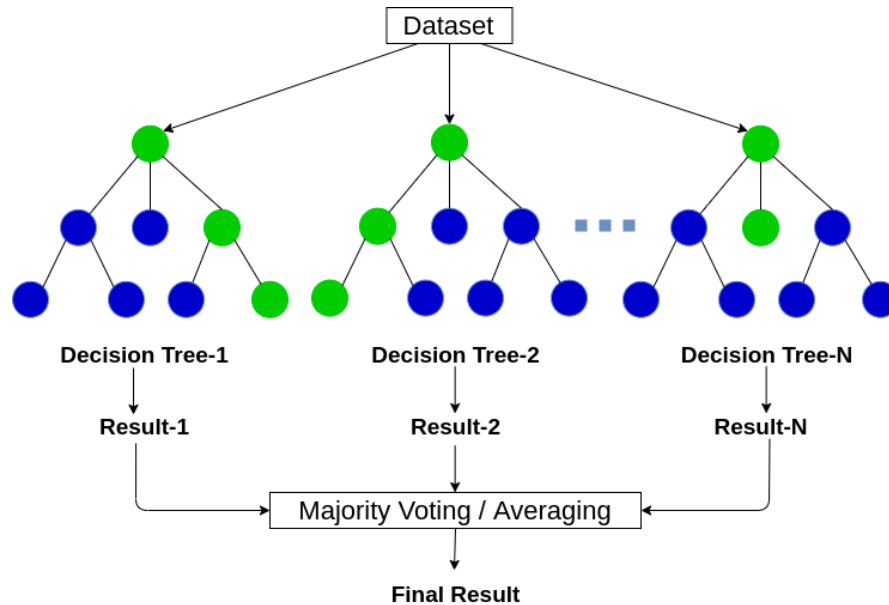 Dataset
Decision Tree-1
Decision Tree-2
Decision Tree-N
Result-1
Result-2
Result-N
Majority Voting / Averaging
Final Result